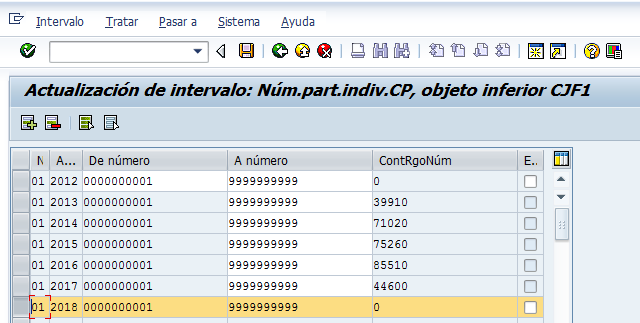 Intervalo Tratar Pasar a Sistema Ayuda
Actualización de intervalo: Núm.part.indiv.CP, objeto inferior CJF1
N A... De número A número ContRgoNúm E..
01 2012 0000000001 9999999999 0
01 2013 0000000001 9999999999 39910
01 2014 0000000001 9999999999 71020
01 2015 0000000001 9999999999 75260
01 2016 0000000001 9999999999 85510
01 2017 0000000001 9999999999 44600
01 2018 0000000001 9999999999 0